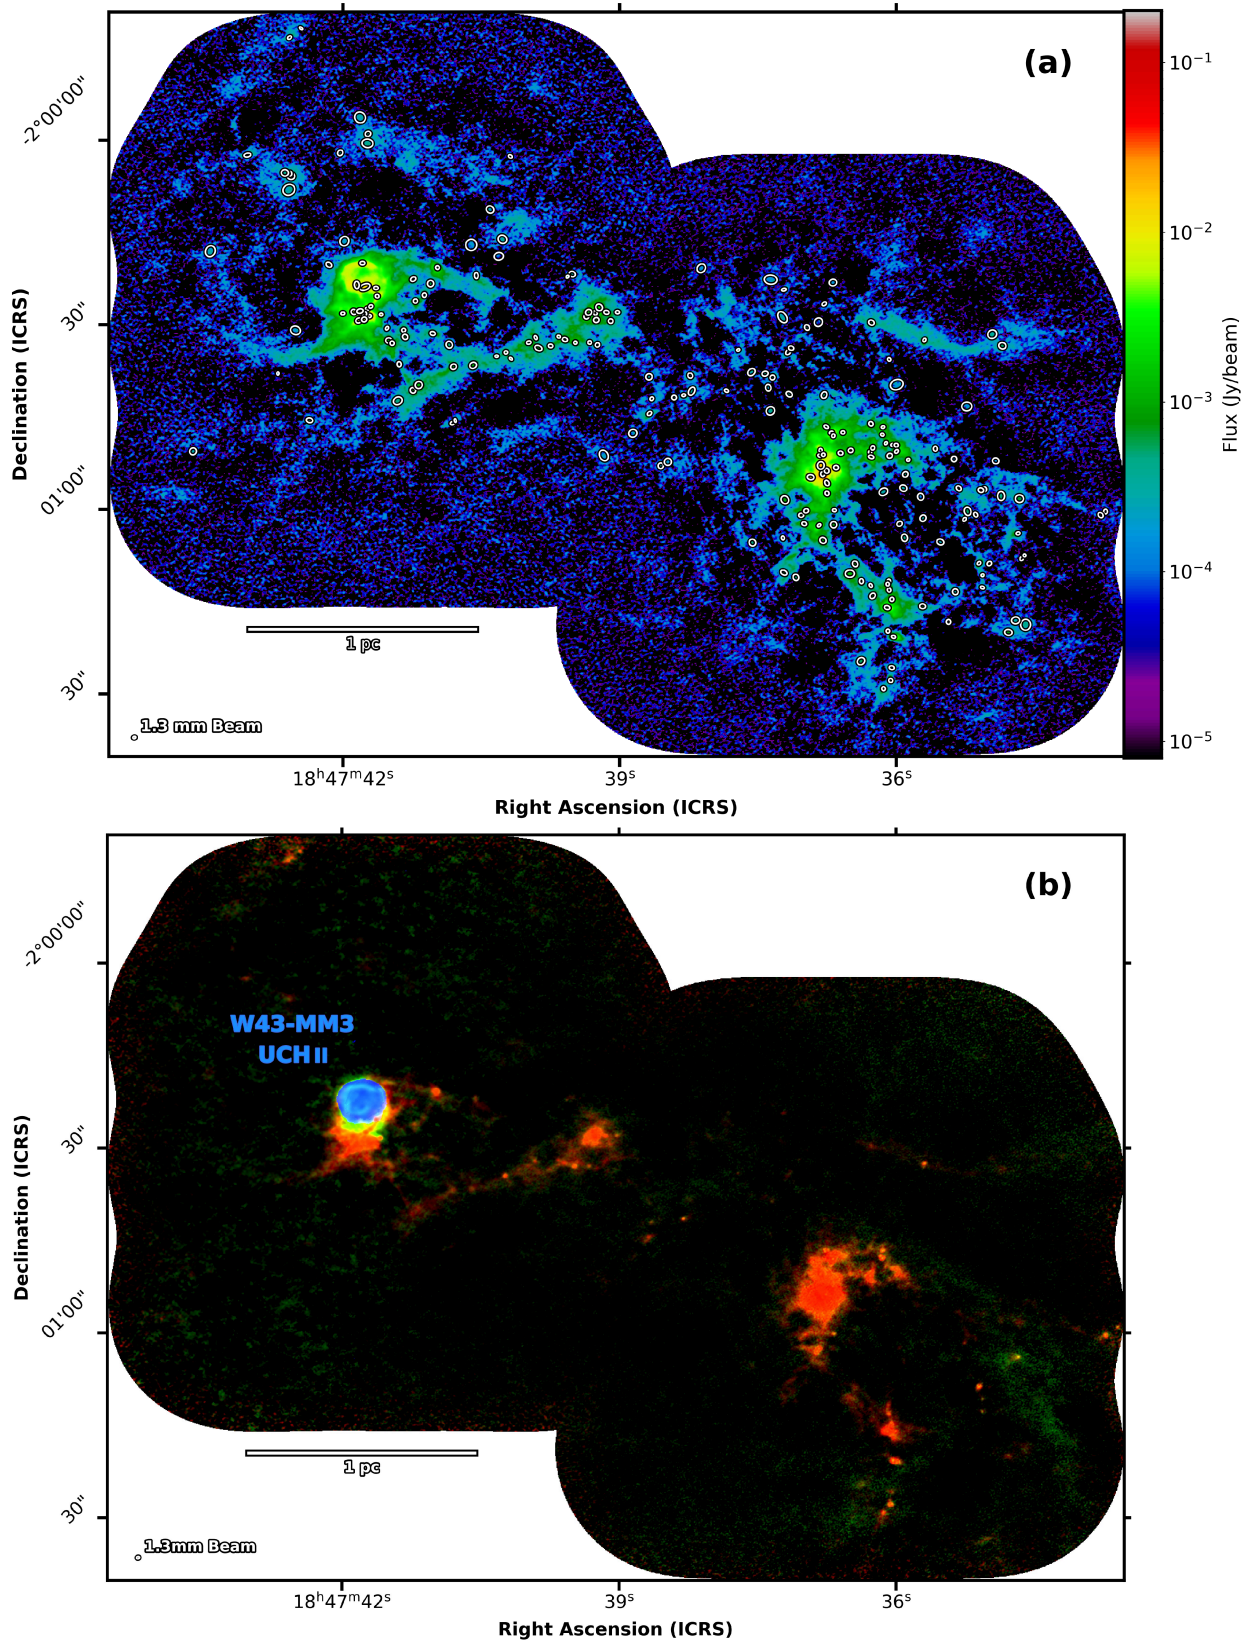 (a)
10⁻¹
10⁻²
10⁻³
10⁻⁴
10⁻⁵
Flux (Jy/beam)
-2°00'00"
30"
01'00"
30"
Declination (ICRS)
1 pc
1.3 mm Beam
18ʰ47ᵐ42ˢ
39ˢ
36ˢ
Right Ascension (ICRS)
(b)
-2°00'00"
30"
01'00"
30"
Declination (ICRS)
W43-MM3
UCH II
1 pc
1.3mm Beam
18ʰ47ᵐ42ˢ
39ˢ
36ˢ
Right Ascension (ICRS)